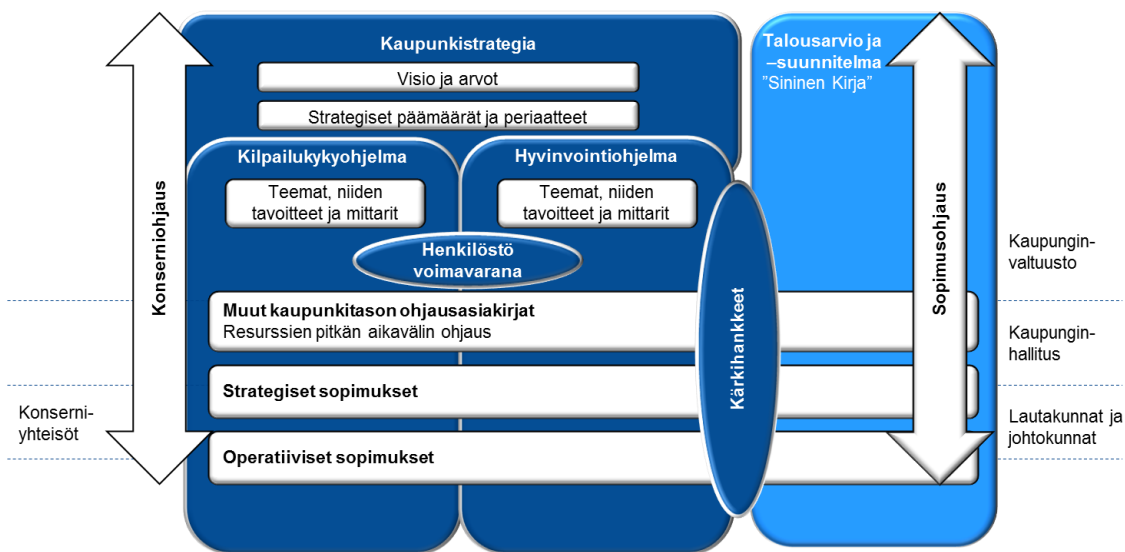 Kaupunkistrategia
Visio ja arvot
Strategiset päämäärät ja periaatteet
Talousarvio ja
–suunnitelma
”Sininen Kirja”
Kilpailukykyohjelma
Teemat, niiden
tavoitteet ja mittarit
Hyvinvointiohjelma
Teemat, niiden
tavoitteet ja mittarit
Henkilöstö
voimavarana
Konserniohjaus
Sopimusohjaus
Kärkihankkeet
Muut kaupunkitason ohjausasiakirjat
Resurssien pitkän aikavälin ohjaus
Strategiset sopimukset
Operatiiviset sopimukset
Konserni-
yhteisöt
Kaupungin-
valtuusto
Kaupungin-
hallitus
Lautakunnat ja
johtokunnat